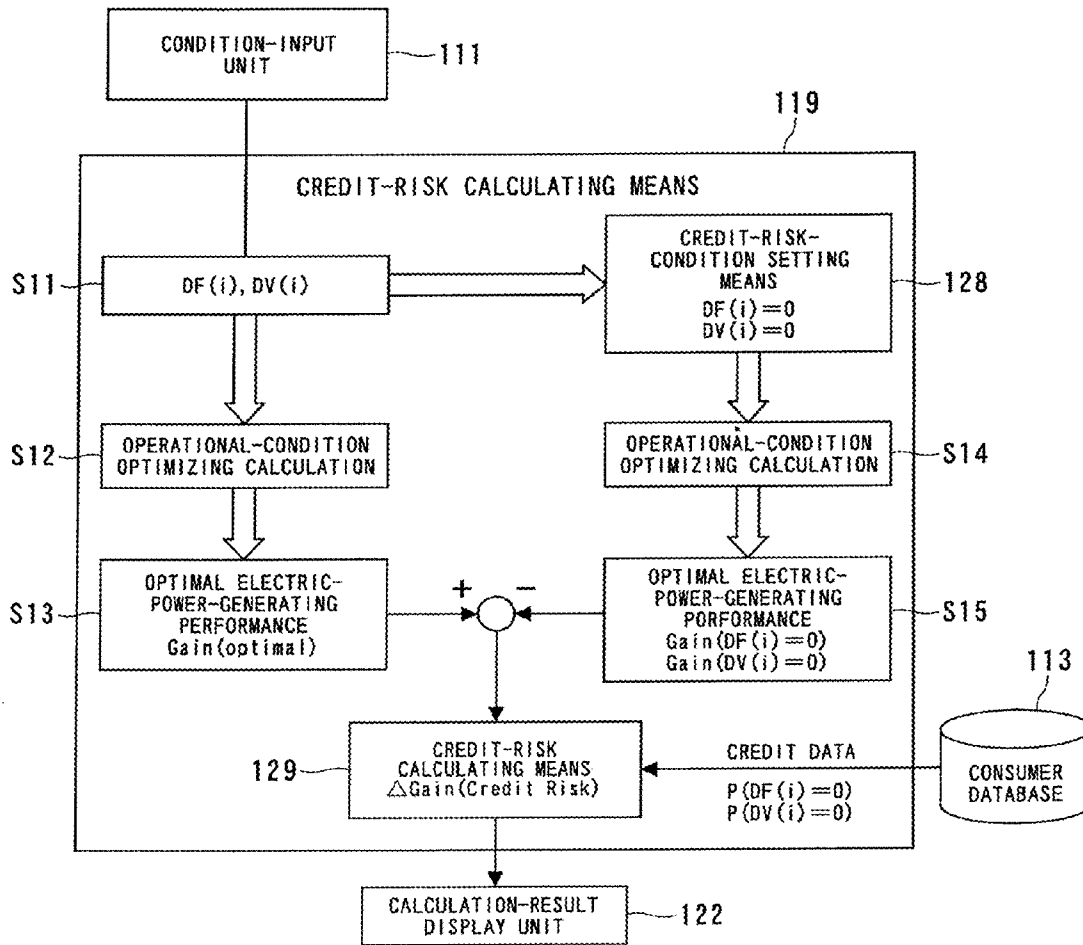 CONDITION-INPUT
UNIT
111
119
CREDIT-RISK CALCULATING MEANS
S11
DF(i), DV(i)
CREDIT-RISK-
CONDITION SETTING
MEANS
DF(i)=0
DV(i)=0
128
S12
OPERATIONAL-CONDITION
OPTIMIZING CALCULATION
OPERATIONAL-CONDITION
OPTIMIZING CALCULATION
S14
S13
OPTIMAL ELECTRIC-
POWER-GENERATING
PERFORMANCE
Gain(optimal)
+
−
OPTIMAL ELECTRIC-
POWER-GENERATING
PORFORMANCE
Gain(DF(i)=0)
Gain(DV(i)=0)
S15
113
129
CREDIT-RISK
CALCULATING MEANS
△Gain(Credit Risk)
CREDIT DATA
P(DF(i)=0)
P(DV(i)=0)
CONSUMER
DATABASE
CALCULATION-RESULT
DISPLAY UNIT
122